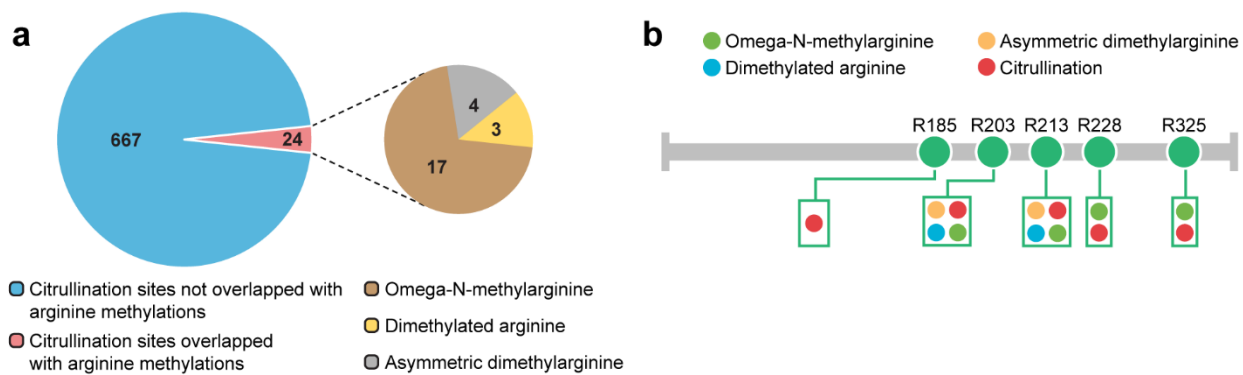 a
667
24
4
3
17
Citrullination sites not overlapped with
arginine methylations
Citrullination sites overlapped
with arginine methylations
Omega-N-methylarginine
Dimethylated arginine
Asymmetric dimethylarginine
b
Omega-N-methylarginine
Asymmetric dimethylarginine
Dimethylated arginine
Citrullination
R185 R203 R213 R228 R325